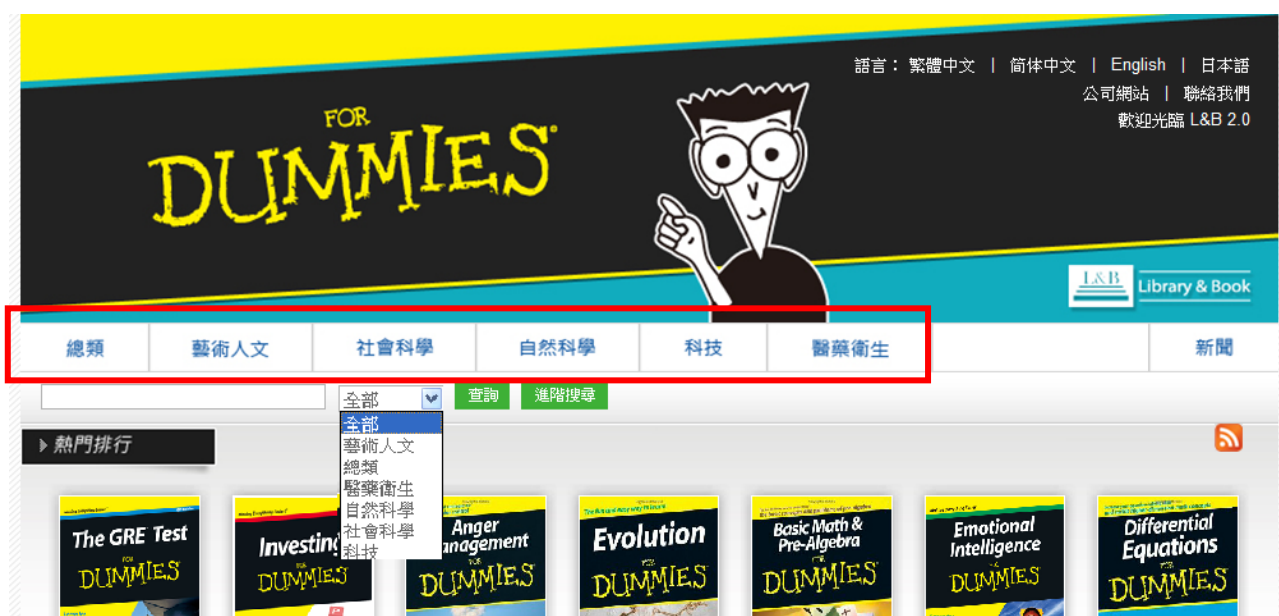 語言： 繁體中文 | 简体中文 | English | 日本語
公司網站 | 聯絡我們
歡迎光臨 L&B 2.0
FOR
DUMMIES
L&B Library & Book
總類 藝術人文 社會科學 自然科學 科技 醫藥衛生 新聞
全部 查詢 進階搜尋
全部
藝術人文
總類
醫藥衛生
自然科學
社會科學
科技
熱門排行
The GRE Test
FOR
DUMMIES
Investing
DUMMIES
Anger
FOR
DUMMIES
Evolution
FOR
DUMMIES
Basic Math &
Pre-Algebra
FOR
DUMMIES
Emotional
Intelligence
FOR
DUMMIES
Differential
Equations
FOR
DUMMIES